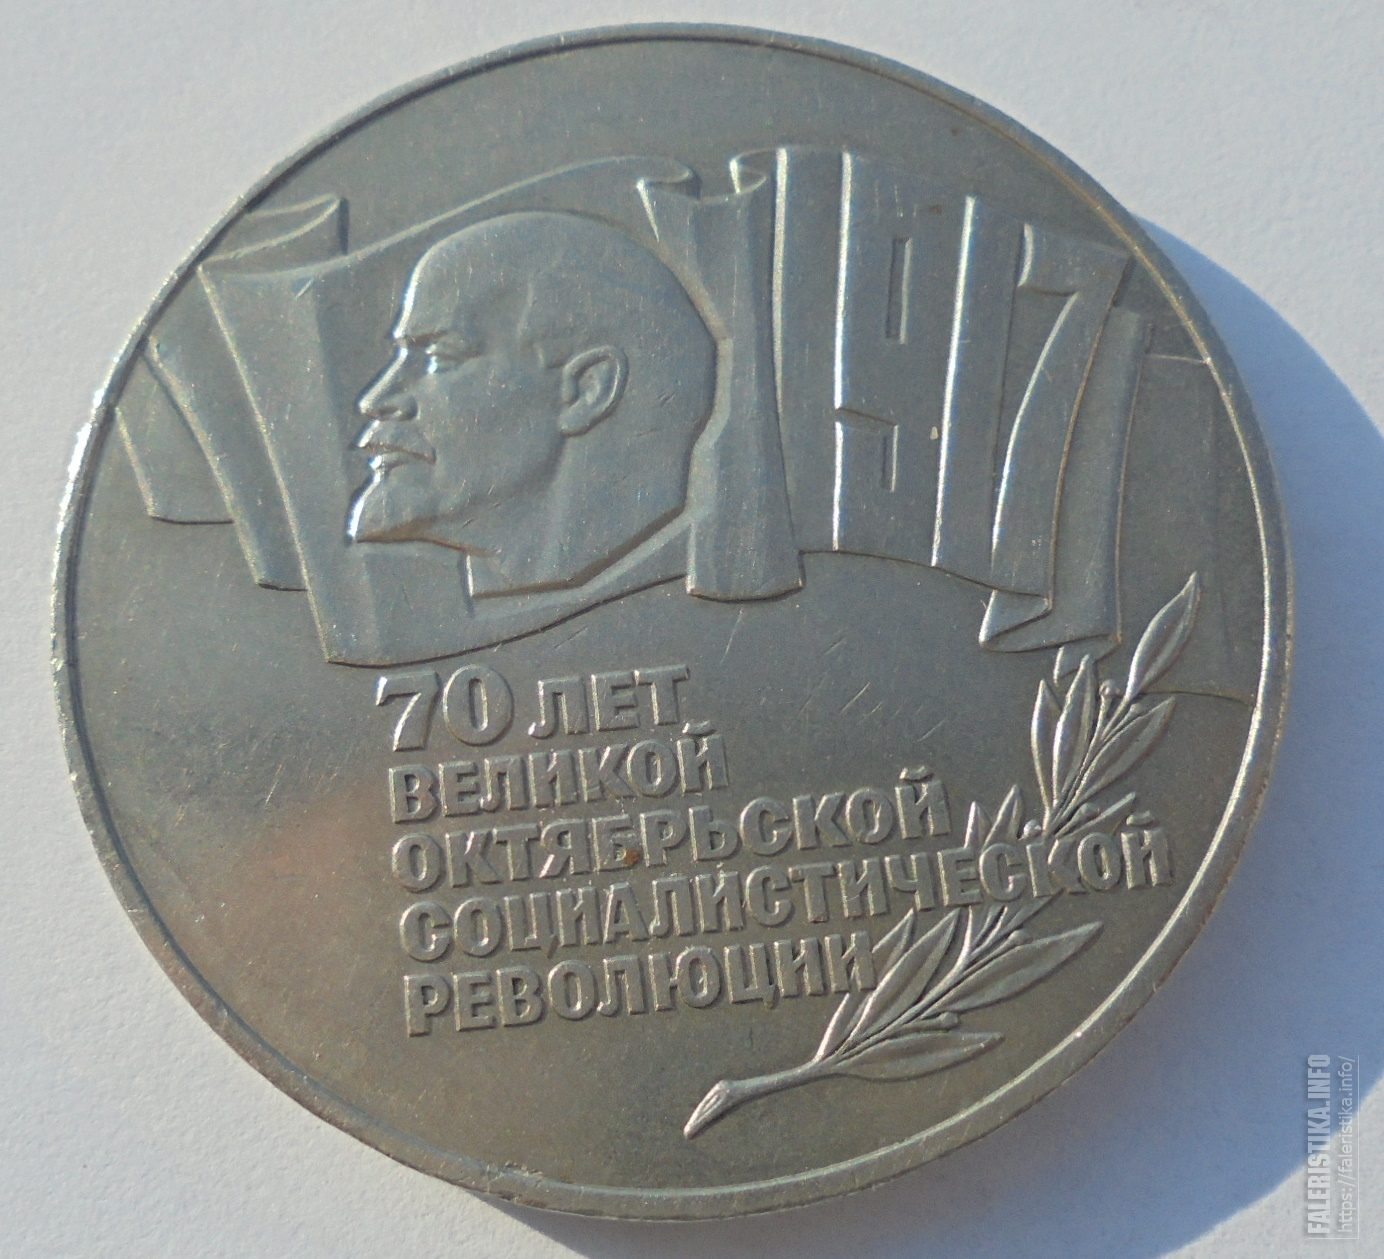 1917
70 ЛЕТ
ВЕЛИКОЙ
ОКТЯБРЬСКОЙ
СОЦИАЛИСТИЧЕСКОЙ
РЕВОЛЮЦИИ
FALERISTIKA.INFO
https://faleristika.info/